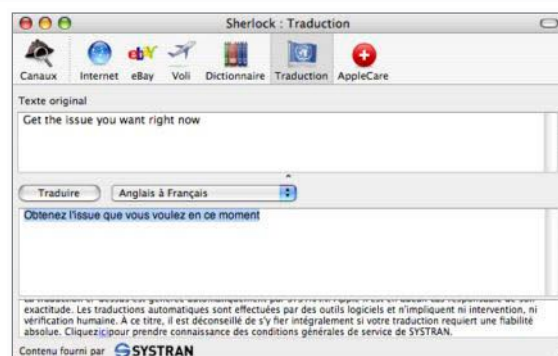 Sherlock : Traduction
Canaux Internet eBay Voli Dictionnaire Traduction AppleCare
Texte original
Get the issue you want right now
Traduire Anglais à Français
Obtenez l'issue que vous voulez en ce moment
exactitude. Les traductions automatiques sont effectuées par des outils logiciels et n'impliquent ni intervention, ni
vérification humaine. À ce titre, il est déconseillé de s'y fier intégralement si votre traduction requiert une fiabilité
absolue. Cliquez icipour prendre connaissance des conditions générales de service de SYSTRAN.
Contenu fourni par SYSTRAN